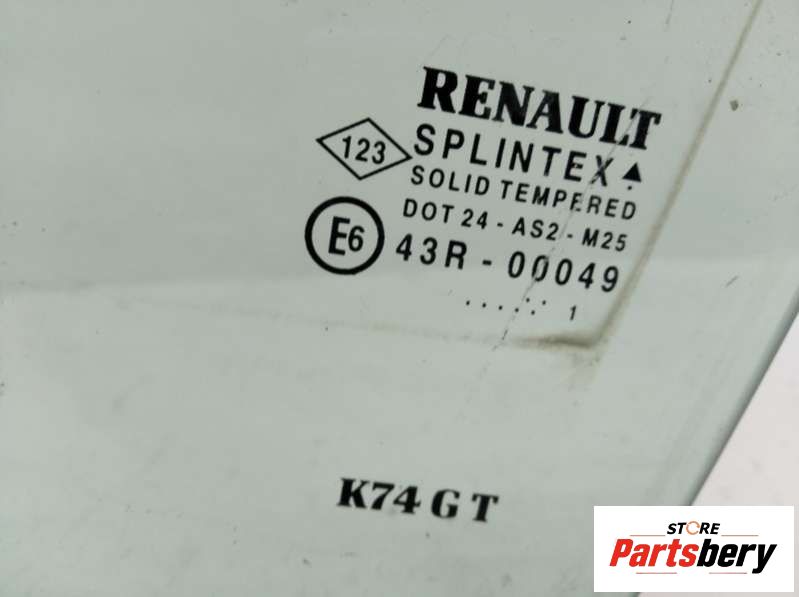 RENAULT
123
SPLINTEX
SOLID TEMPERED
DOT 24 - AS2 - M25
E6
43R - 00049
......:.: 1
K74 G T
STORE
Partsbery